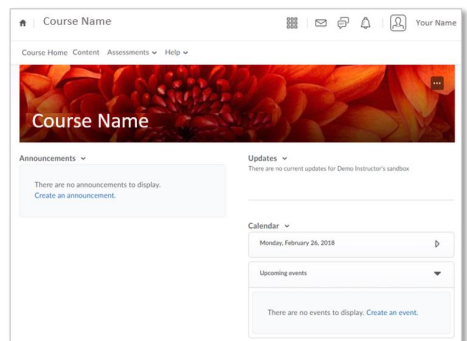 Course Name
Your Name
Course Home Content Assessments Help
Course Name
Announcements
There are no announcements to display.
Create an announcement.
Updates
There are no current updates for Demo Instructor's sandbox
Calendar
Monday, February 26, 2018
Upcoming events
There are no events to display. Create an event.